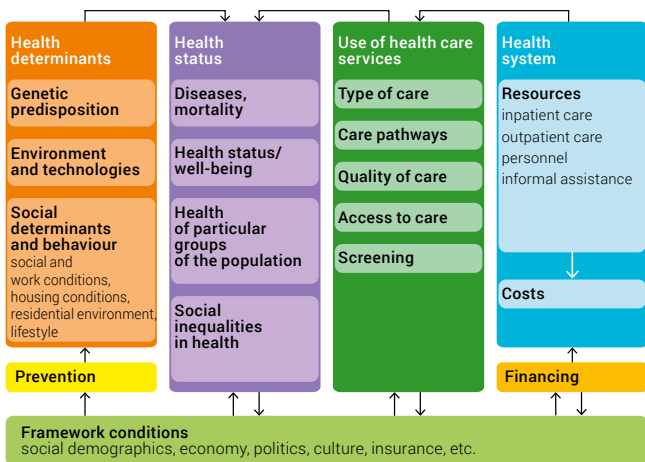 Health
determinants
Genetic
predisposition
Environment
and technologies
Social
determinants
and behaviour
social and
work conditions,
housing conditions,
residential environment,
lifestyle
Prevention
Health
status
Diseases,
mortality
Health status/
well-being
Health
of particular
groups
of the population
Social
inequalities
in health
Use of health care
services
Type of care
Care pathways
Quality of care
Access to care
Screening
Health
system
Resources
inpatient care
outpatient care
personnel
informal assistance
Costs
Financing
Framework conditions
social demographics, economy, politics, culture, insurance, etc.